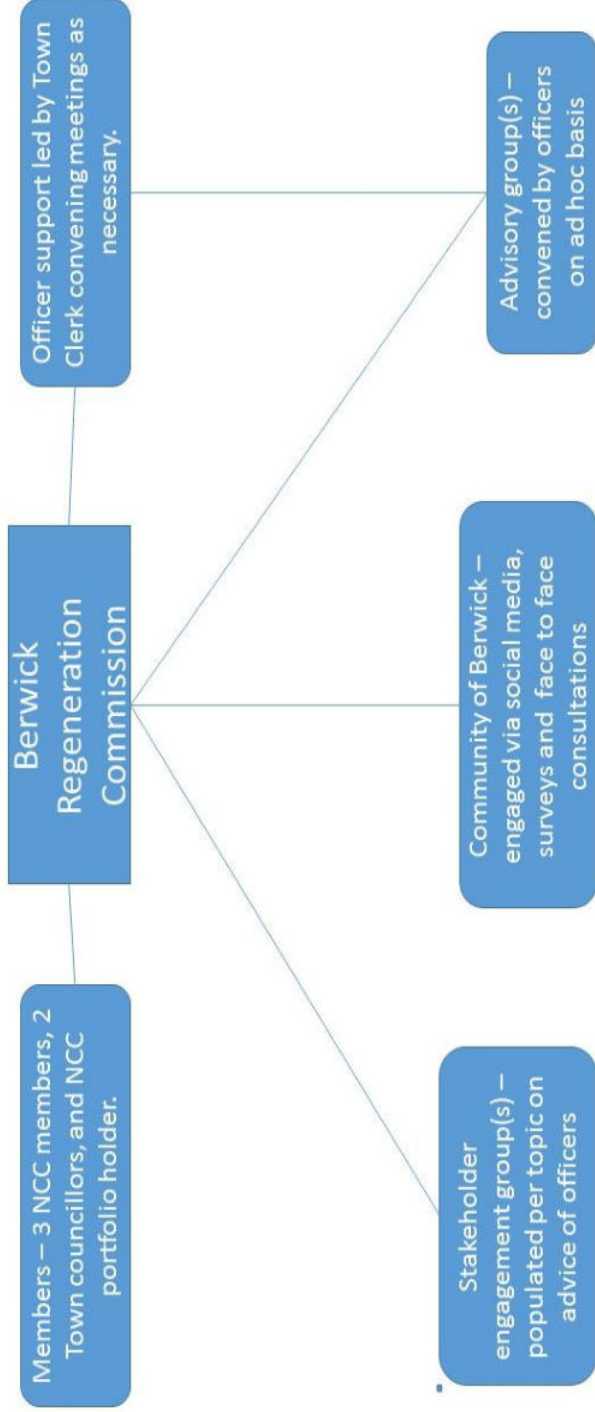 Members – 3 NCC members, 2
Town councillors, and NCC
portfolio holder.
Berwick
Regeneration
Commission
Officer support led by Town
Clerk convening meetings as
necessary.
Stakeholder
engagement group(s) –
populated per topic on
advice of officers
Community of Berwick –
engaged via social media,
surveys and face to face
consultations
Advisory group(s) –
convened by officers
on ad hoc basis